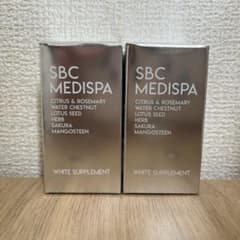 SBC
MEDISPA
CITRUS & ROSEMARY
WATER CHESTNUT
LOTUS SEED
HERB
SAKURA
MANGOSTEEN
WHITE SUPPLEMENT
SBC
MEDISPA
CITRUS & ROSEMARY
WATER CHESTNUT
LOTUS SEED
HERB
SAKURA
MANGOSTEEN
WHITE SUPPLEMENT